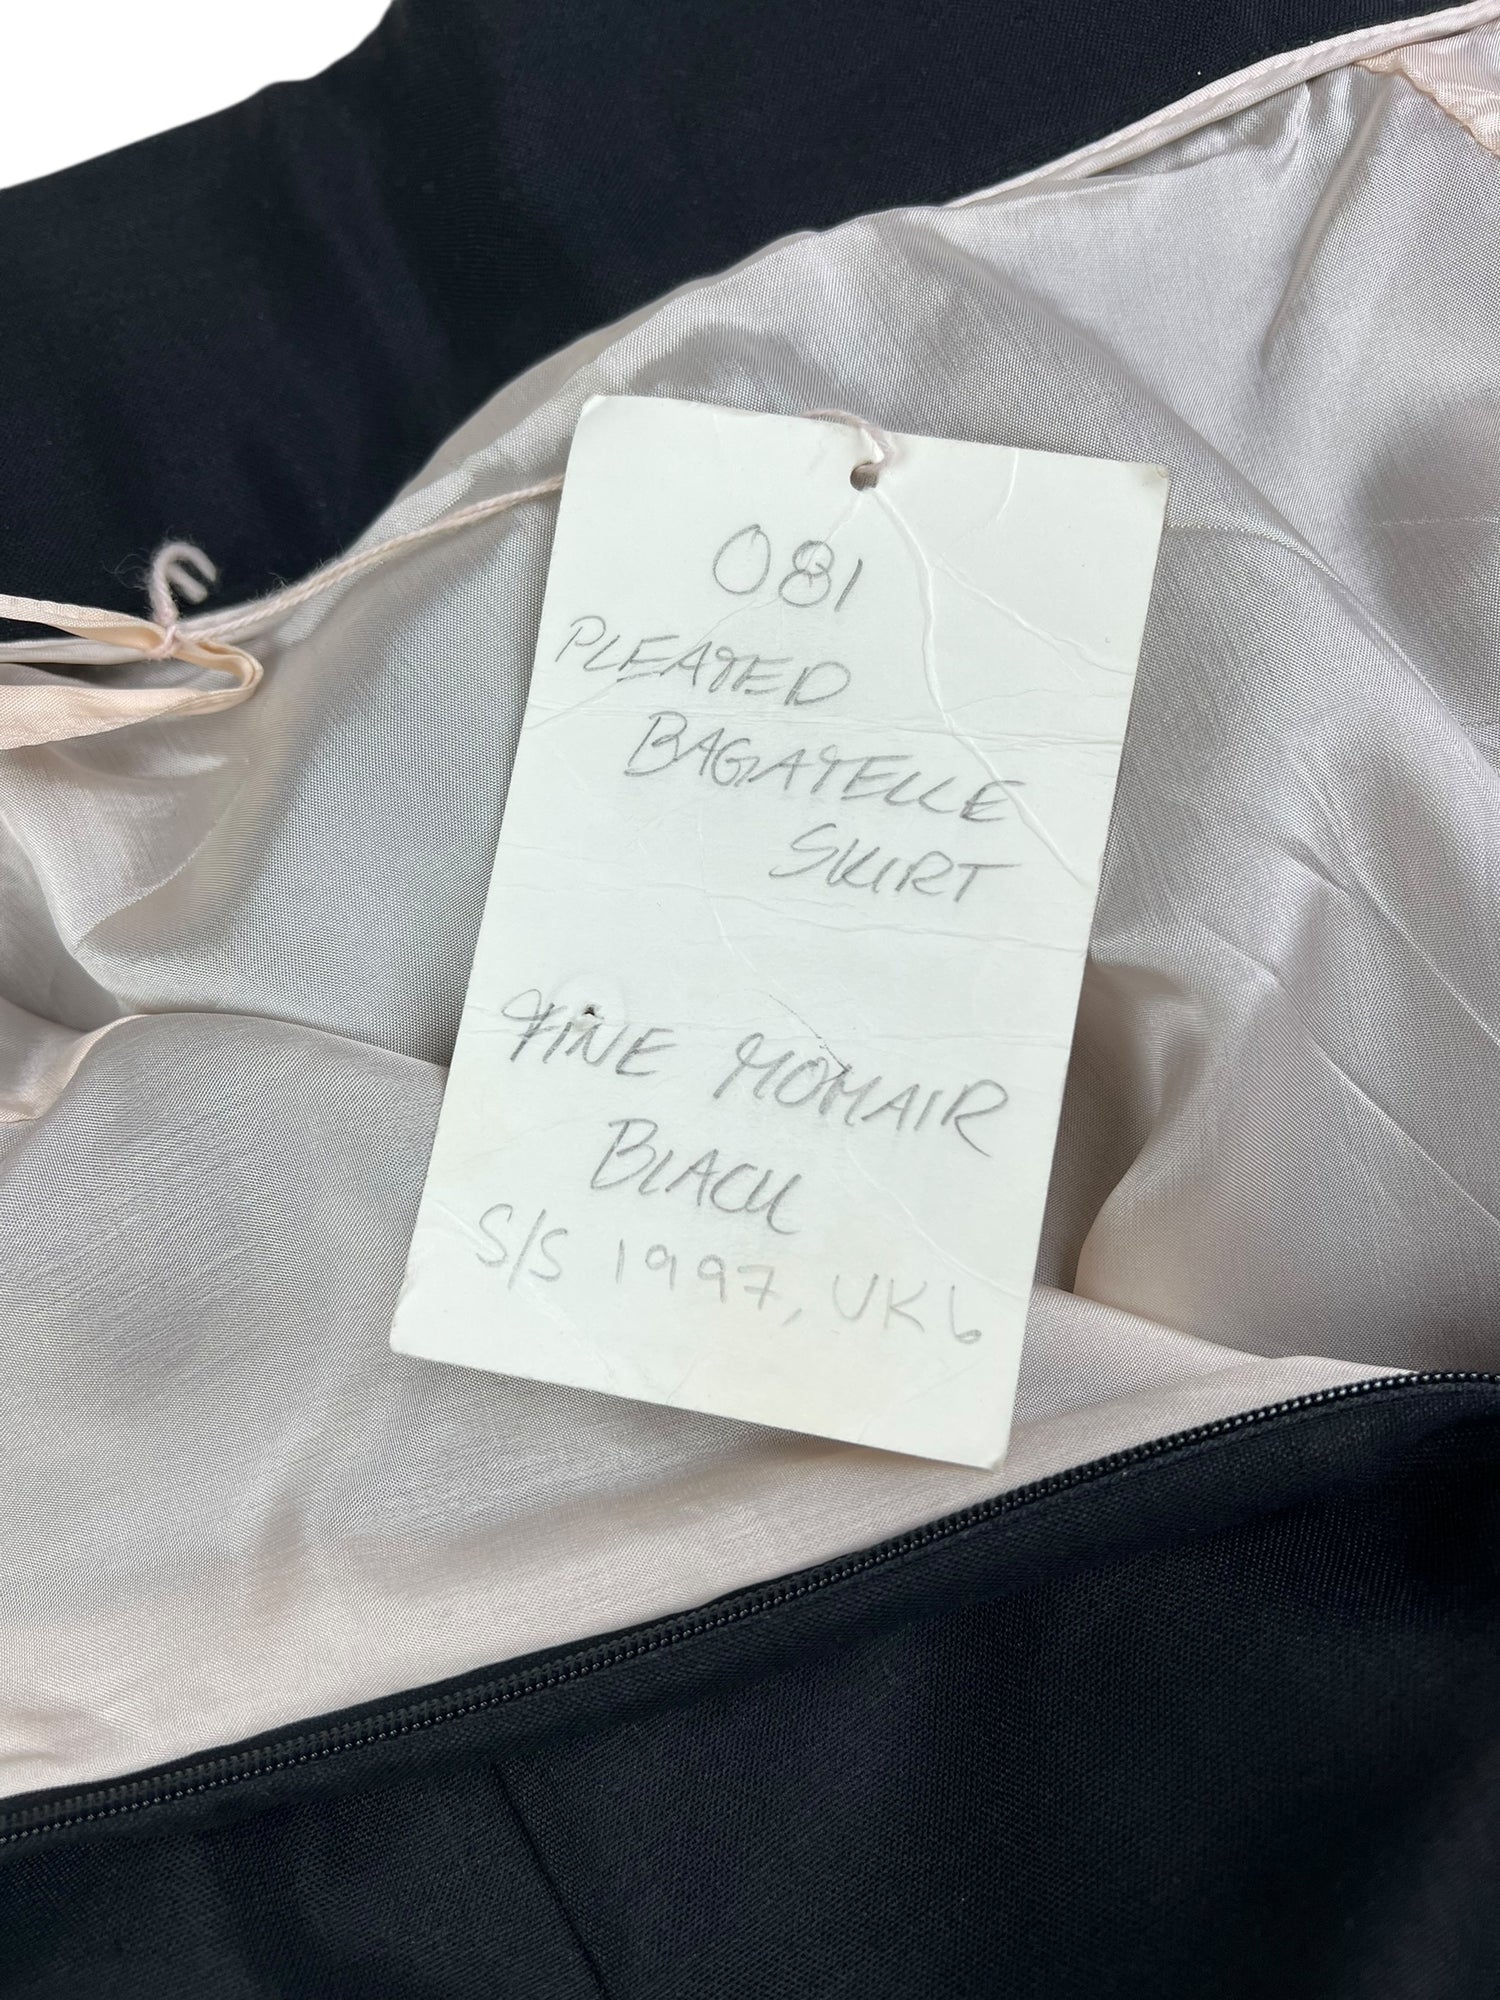 081
PLEATED
BAGATELLE
SKIRT
FINE MOHAIR
BLACK
S/S 1997, UK6